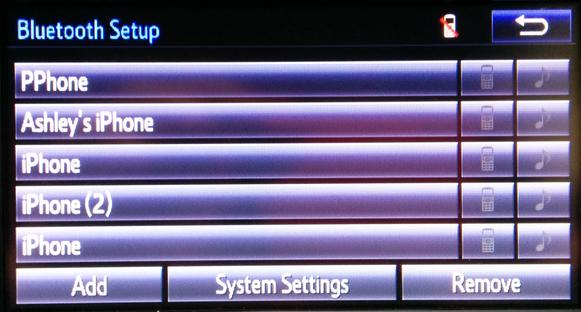 Bluetooth Setup
PPhone
Ashley's iPhone
iPhone
iPhone (2)
iPhone
Add System Settings Remove